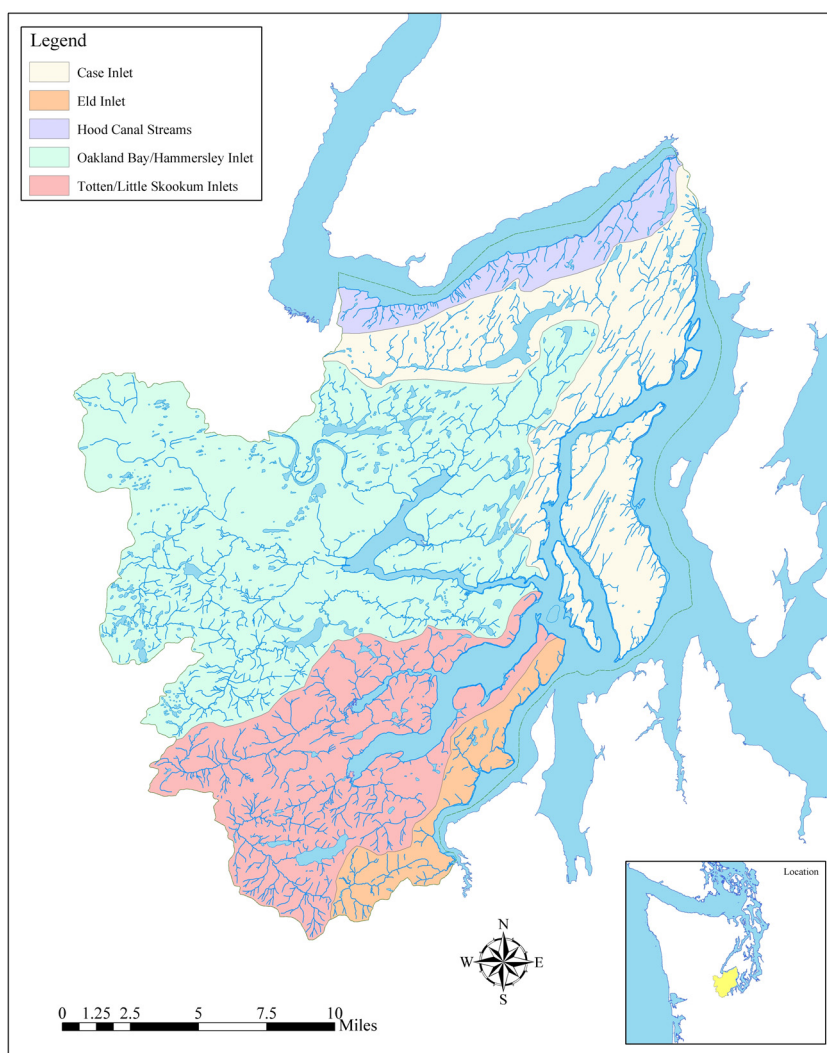 Legend
Case Inlet
Eld Inlet
Hood Canal Streams
Oakland Bay/Hammersley Inlet
Totten/Little Skookum Inlets
Location
N
W E
S
0 1.25 2.5 5 7.5 10
Miles